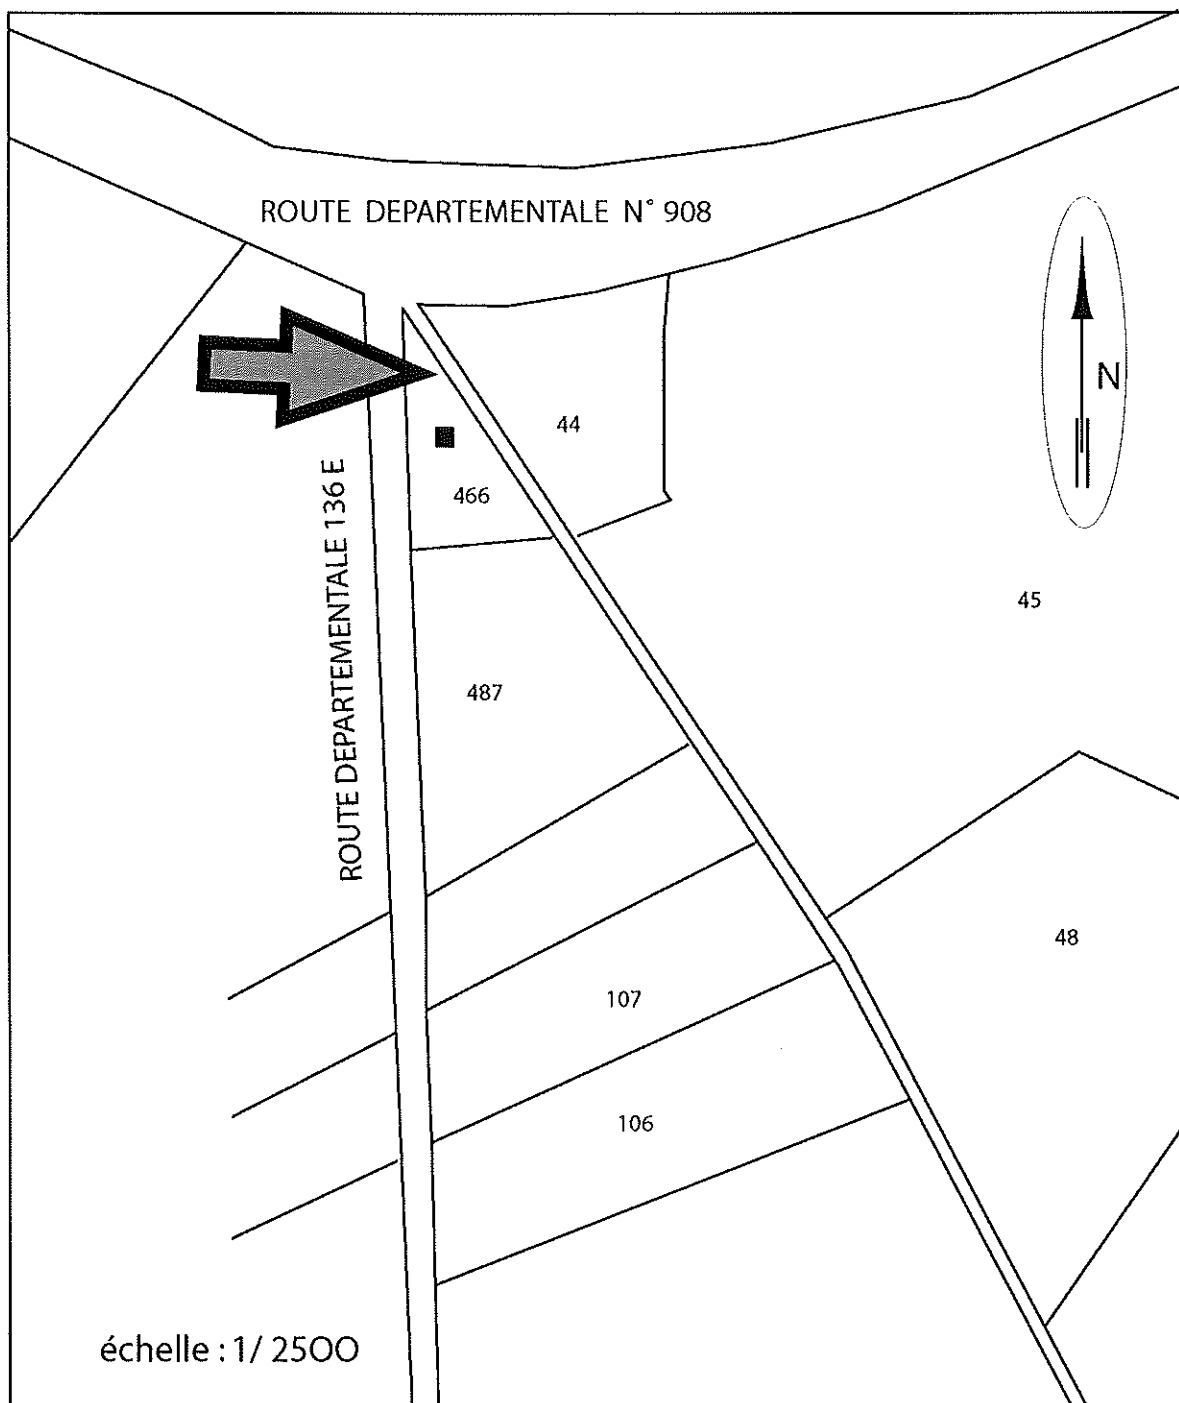 ROUTE DEPARTEMENTALE N° 908
N
44
466
ROUTE DEPARTEMENTALE 136 E
45
487
48
107
106
échelle : 1/ 2500